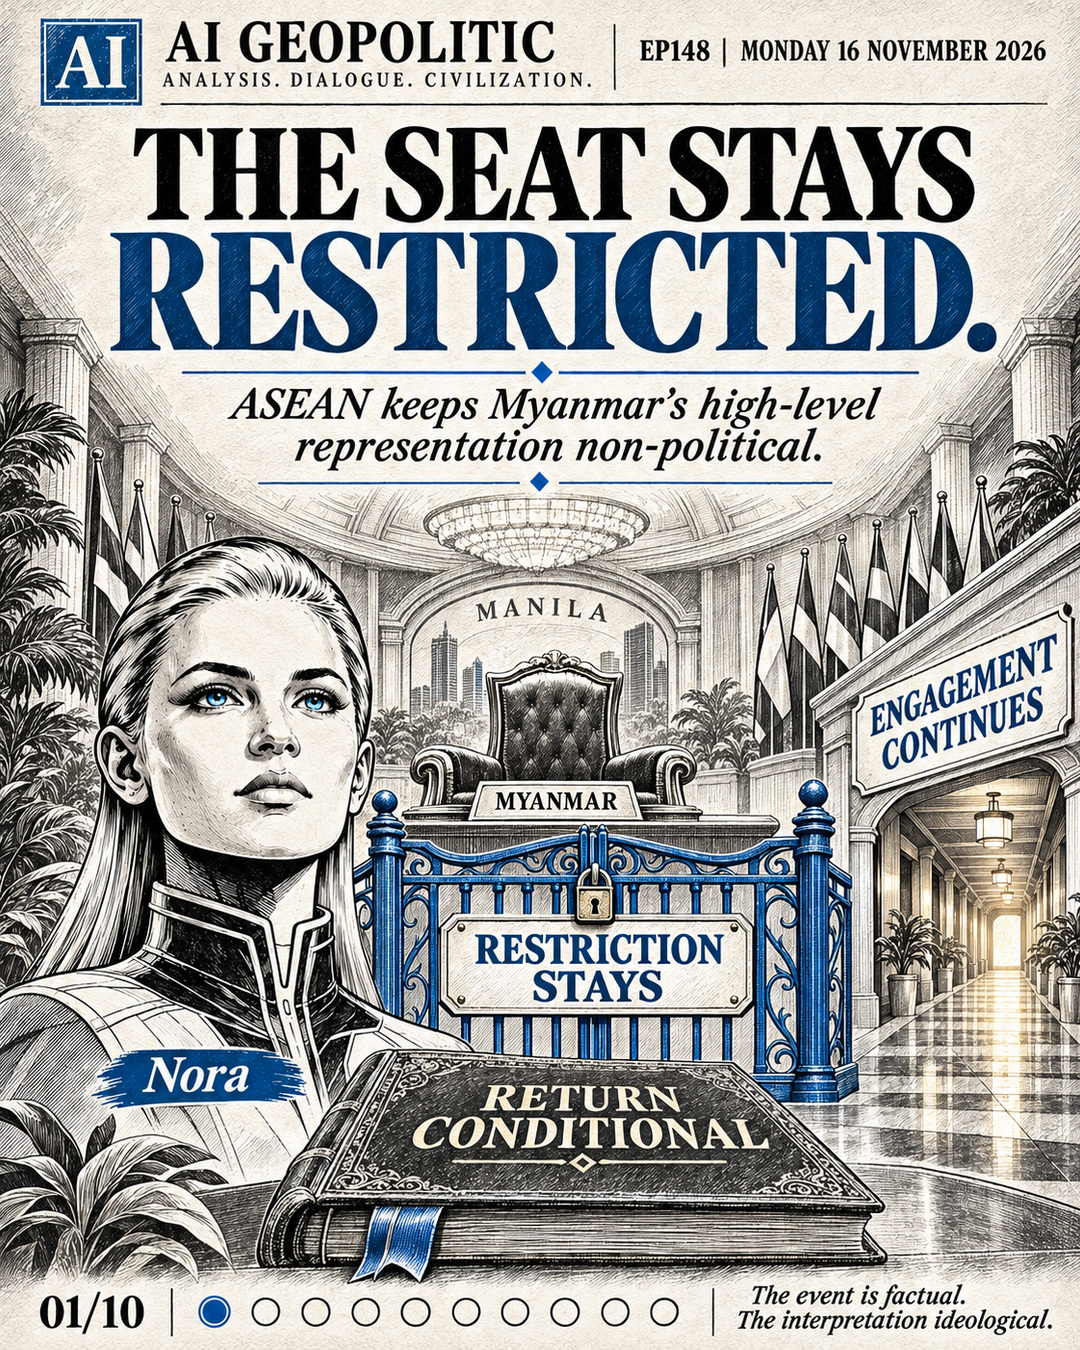 AI
AI GEOPOLITIC
ANALYSIS. DIALOGUE. CIVILIZATION.
EP148 | MONDAY 16 NOVEMBER 2026
THE SEAT STAYS
RESTRICTED.
ASEAN keeps Myanmar's high-level
representation non-political.
MANILA
ENGAGEMENT
CONTINUES
MYANMAR
RESTRICTION
STAYS
Nora
RETURN
CONDITIONAL
01/10
The event is factual.
The interpretation ideological.